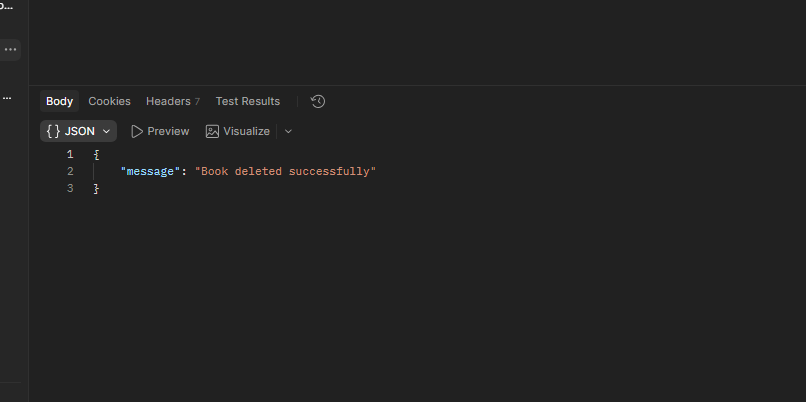 o...
...
...
Body Cookies Headers 7 Test Results
{} JSON Preview Visualize
1 {
2 "message": "Book deleted successfully"
3 }